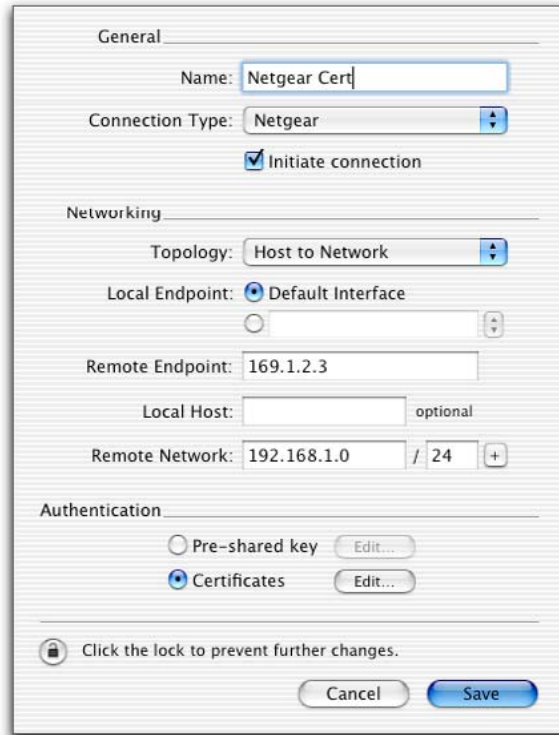 General
Name: Netgear Cert
Connection Type: Netgear
Initiate connection
Networking
Topology: Host to Network
Local Endpoint: Default Interface
Remote Endpoint: 169.1.2.3
Local Host: optional
Remote Network: 192.168.1.0 / 24 +
Authentication
Pre-shared key Edit...
Certificates Edit...
Click the lock to prevent further changes.
Cancel Save